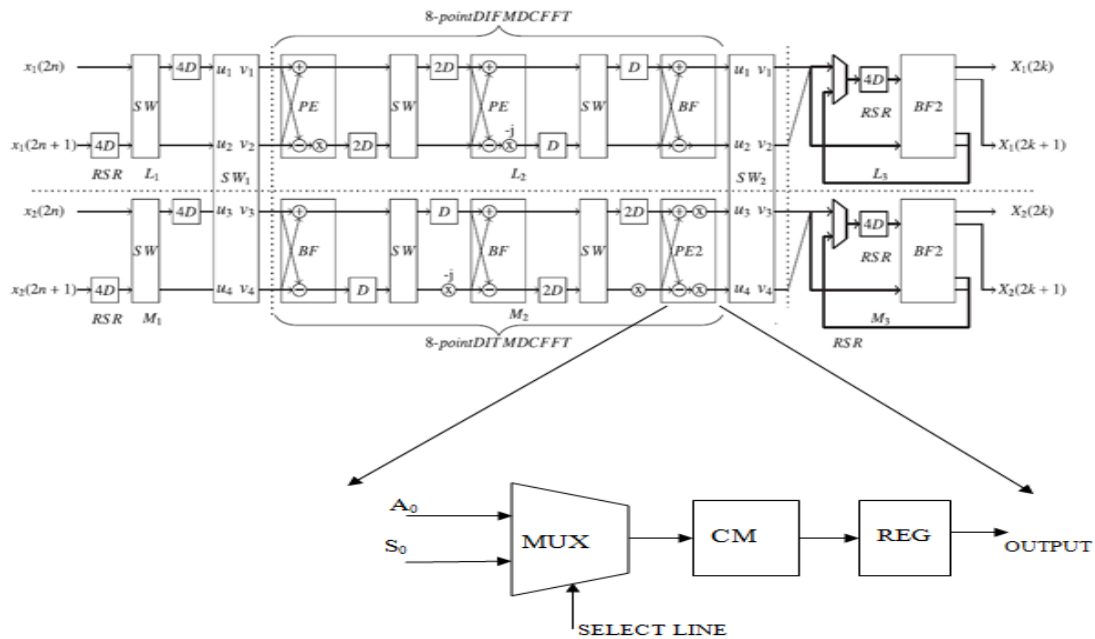 8-pointDIFMDCFFT
x₁(2n) 4D u₁ v₁ 2D D u₁ v₁ X₁(2k)
4D
SW PE SW PE SW BF RSR BF2
-j
x₁(2n+1) 4D u₂ v₂ 2D D u₂ v₂ X₁(2k+1)
RSR L₁ SW₁ L₂ SW₂ L₃
x₂(2n) 4D u₃ v₃ D 2D u₃ v₃ X₂(2k)
4D
SW BF SW BF SW PE2 RSR BF2
-j
x₂(2n+1) 4D u₄ v₄ D 2D u₄ v₄ X₂(2k+1)
RSR M₁ M₂ M₃
RSR
8-pointDITMDCFFT
A₀
MUX CM REG
S₀
OUTPUT
SELECT LINE